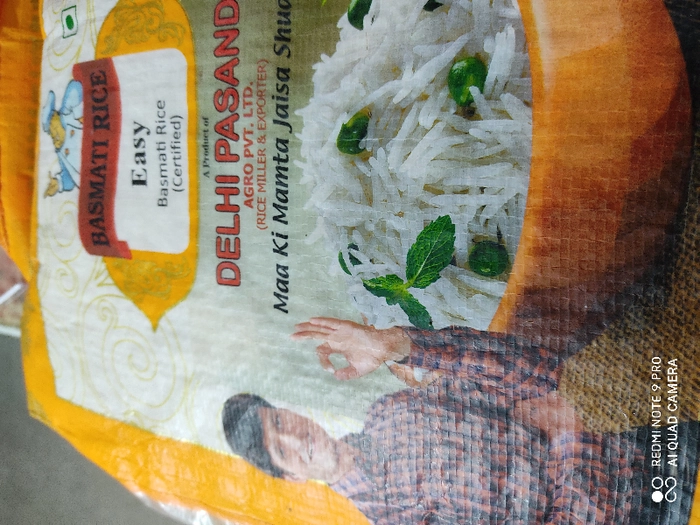 BASMATI RICE
Easy
Basmati Rice
(Certified)
A Product of
DELHI PASAND
AGRO PVT. LTD.
(RICE MILLER & EXPORTER)
Maa Ki Mamta Jaisa
REDMI NOTE 9 PRO
AI QUAD CAMERA